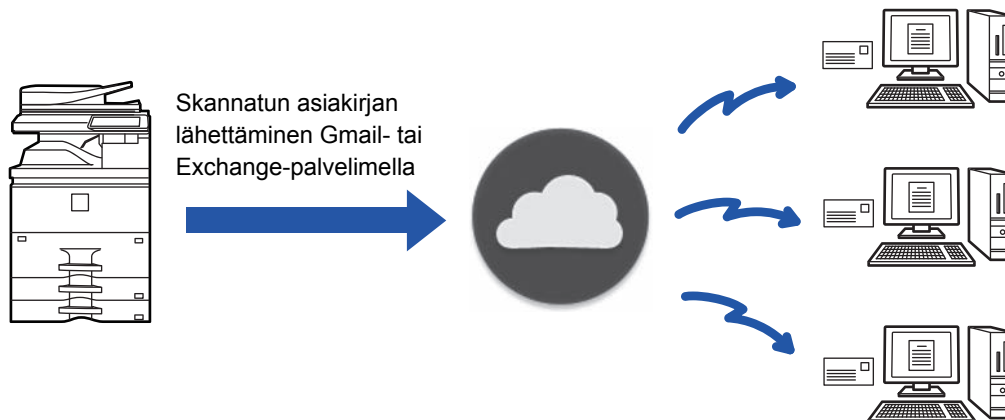 Skannatun asiakirjan
lähettäminen Gmail- tai
Exchange-palvelimella